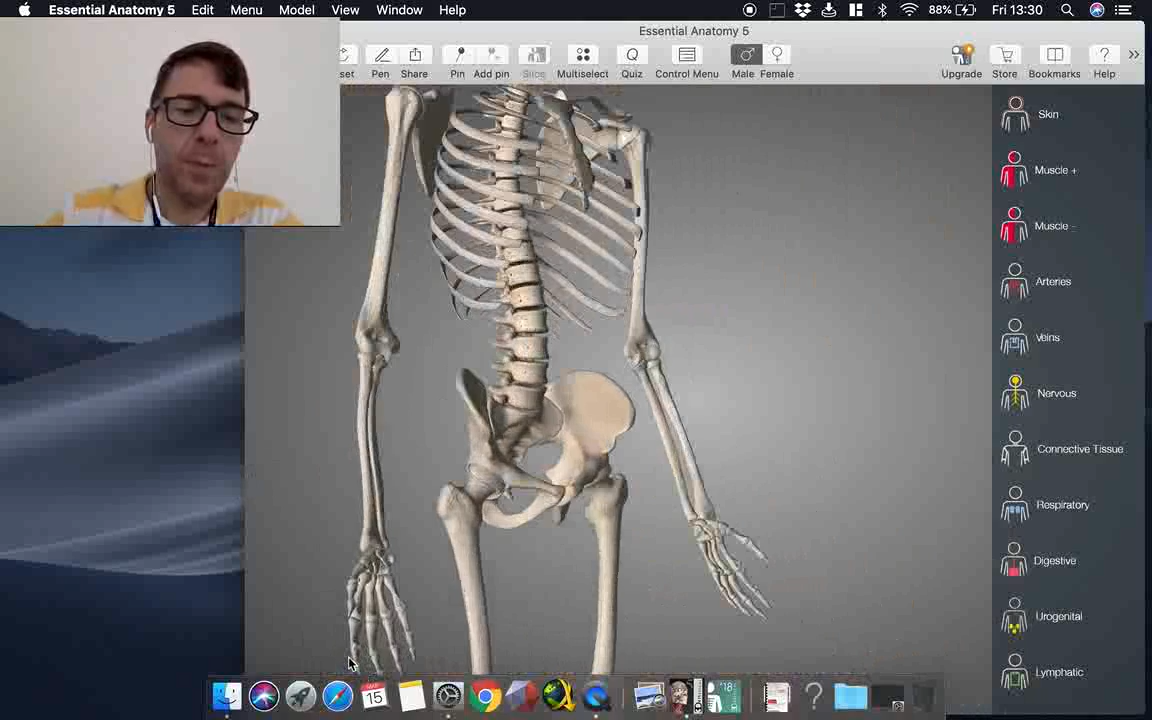 Essential Anatomy 5 Edit Menu Model View Window Help 88% Fri 13:30
Essential Anatomy 5
set Pen Share Pin Add pin Slice Multiselect Quiz Control Menu Male Female Upgrade Store Bookmarks Help
Skin
Muscle +
Muscle -
Arteries
Veins
Nervous
Connective Tissue
Respiratory
Digestive
Urogenital
Lymphatic
15
'18